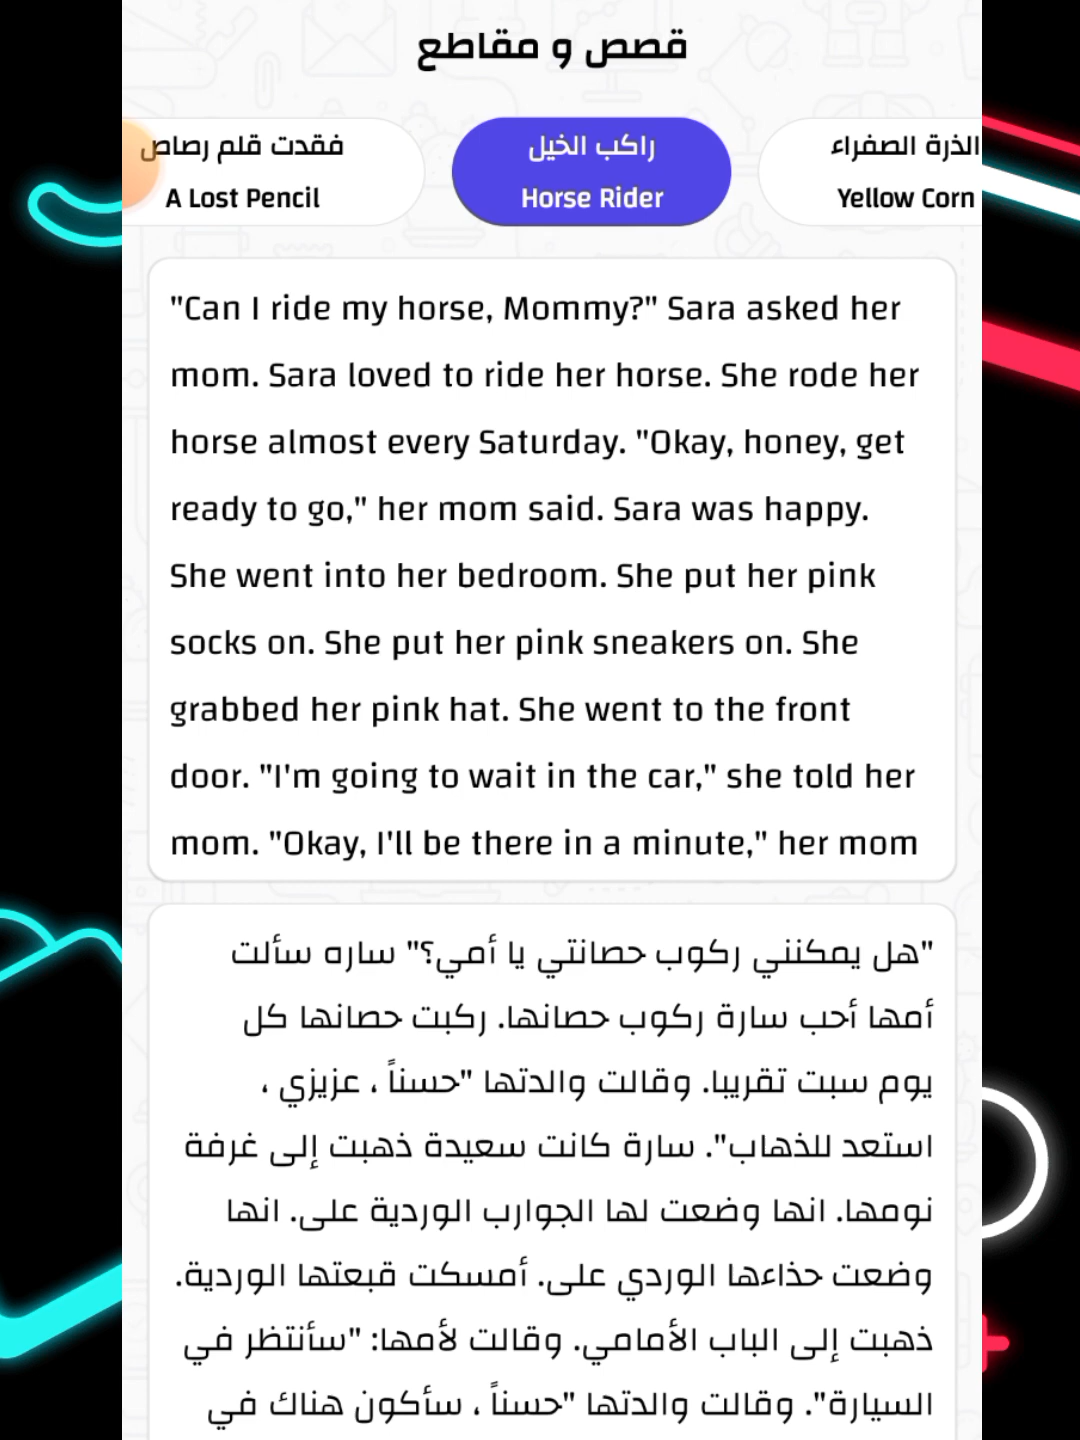 قصص و مقاطع
فقدت قلم رصاص
A Lost Pencil
راكب الخيل
Horse Rider
الذرة الصفراء
Yellow Corn
"Can I ride my horse, Mommy?" Sara asked her
mom. Sara loved to ride her horse. She rode her
horse almost every Saturday. "Okay, honey, get
ready to go," her mom said. Sara was happy.
She went into her bedroom. She put her pink
socks on. She put her pink sneakers on. She
grabbed her pink hat. She went to the front
door. "I'm going to wait in the car," she told her
mom. "Okay, I'll be there in a minute," her mom
"هل يمكنني ركوب حصانتي يا أمي؟" ساره سألت
أمها أحب سارة ركوب حصانها. ركبت حصانها كل
يوم سبت تقريبا. وقالت والدتها "حسناً ، عزيزي ،
استعد للذهاب". سارة كانت سعيدة ذهبت إلى غرفة
نومها. انها وضعت لها الجوارب الوردية على. انها
وضعت حذاءها الوردي على. أمسكت قبعتها الوردية.
ذهبت إلى الباب الأمامي. وقالت لأمها: "سأنتظر في
السيارة". وقالت والدتها "حسناً ، سأكون هناك في